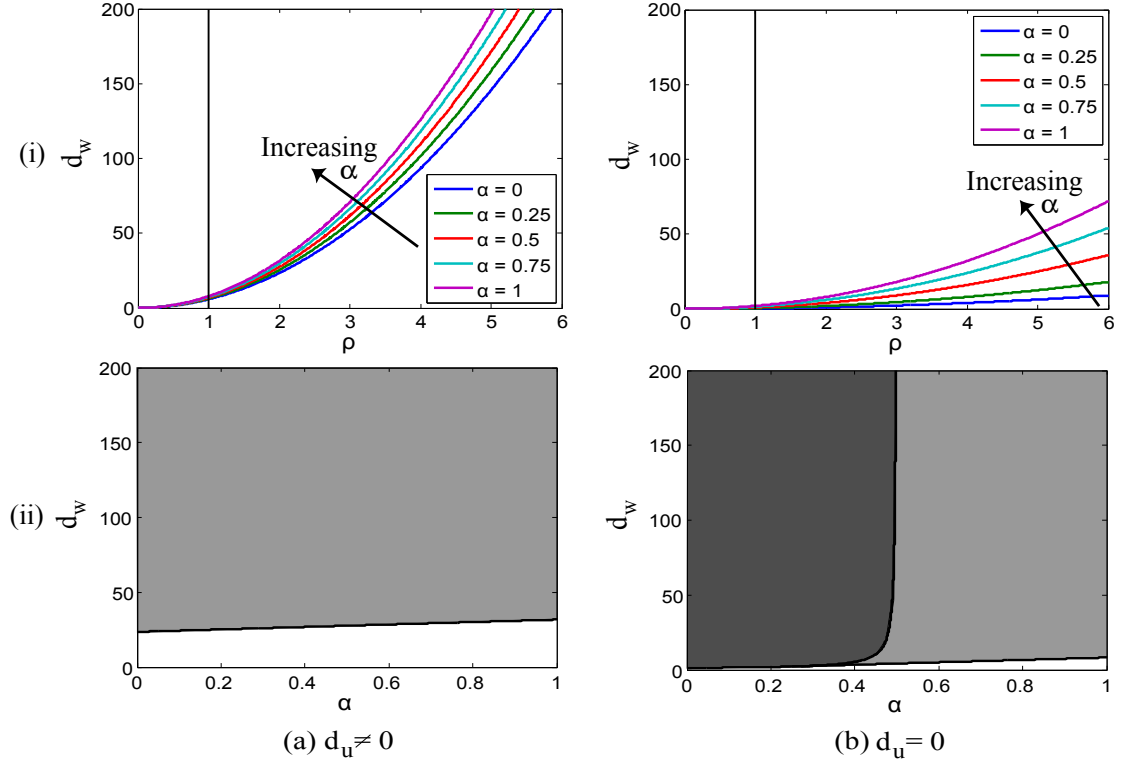 (i)
d_w
200
150
100
50
0
0 1 2 3 4 5 6
ρ
Increasing
α
α = 0
α = 0.25
α = 0.5
α = 0.75
α = 1
d_w
200
150
100
50
0
0 1 2 3 4 5 6
ρ
α = 0
α = 0.25
α = 0.5
α = 0.75
α = 1
Increasing
α
(ii)
d_w
200
150
100
50
0
0 0.2 0.4 0.6 0.8 1
α
d_w
200
150
100
50
0
0 0.2 0.4 0.6 0.8 1
α
(a) d_u ≠ 0
(b) d_u = 0